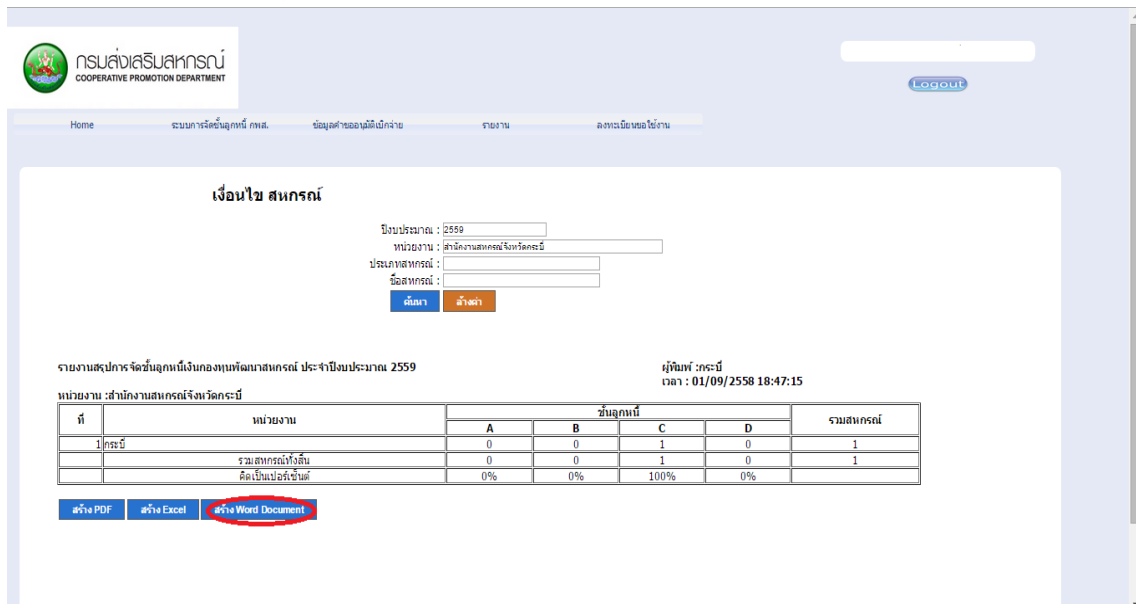 กรมส่งเสริมสหกรณ์
COOPERATIVE PROMOTION DEPARTMENT
Logout
Home ระบบการจัดชั้นลูกหนี้ กพส. ข้อมูลคำขออนุมัติเบิกจ่าย รายงาน ลงทะเบียนขอใช้งาน
เงื่อนไข สหกรณ์
ปีงบประมาณ : 2559
หน่วยงาน : สำนักงานสหกรณ์จังหวัดกระบี่
ประเภทสหกรณ์ :
ชื่อสหกรณ์ :
ค้นหา ล้างค่า
รายงานสรุปการจัดชั้นลูกหนี้เงินกองทุนพัฒนาสหกรณ์ ประจำปีงบประมาณ 2559 ผู้พิมพ์ :กระบี่
เวลา : 01/09/2558 18:47:15
หน่วยงาน :สำนักงานสหกรณ์จังหวัดกระบี่
ที่ หน่วยงาน ชั้นลูกหนี้ รวมสหกรณ์
A B C D
1 กระบี่ 0 0 1 0 1
รวมสหกรณ์ทั้งสิ้น 0 0 1 0 1
คิดเป็นเปอร์เซ็นต์ 0% 0% 100% 0%
สร้าง PDF สร้าง Excel สร้าง Word Document